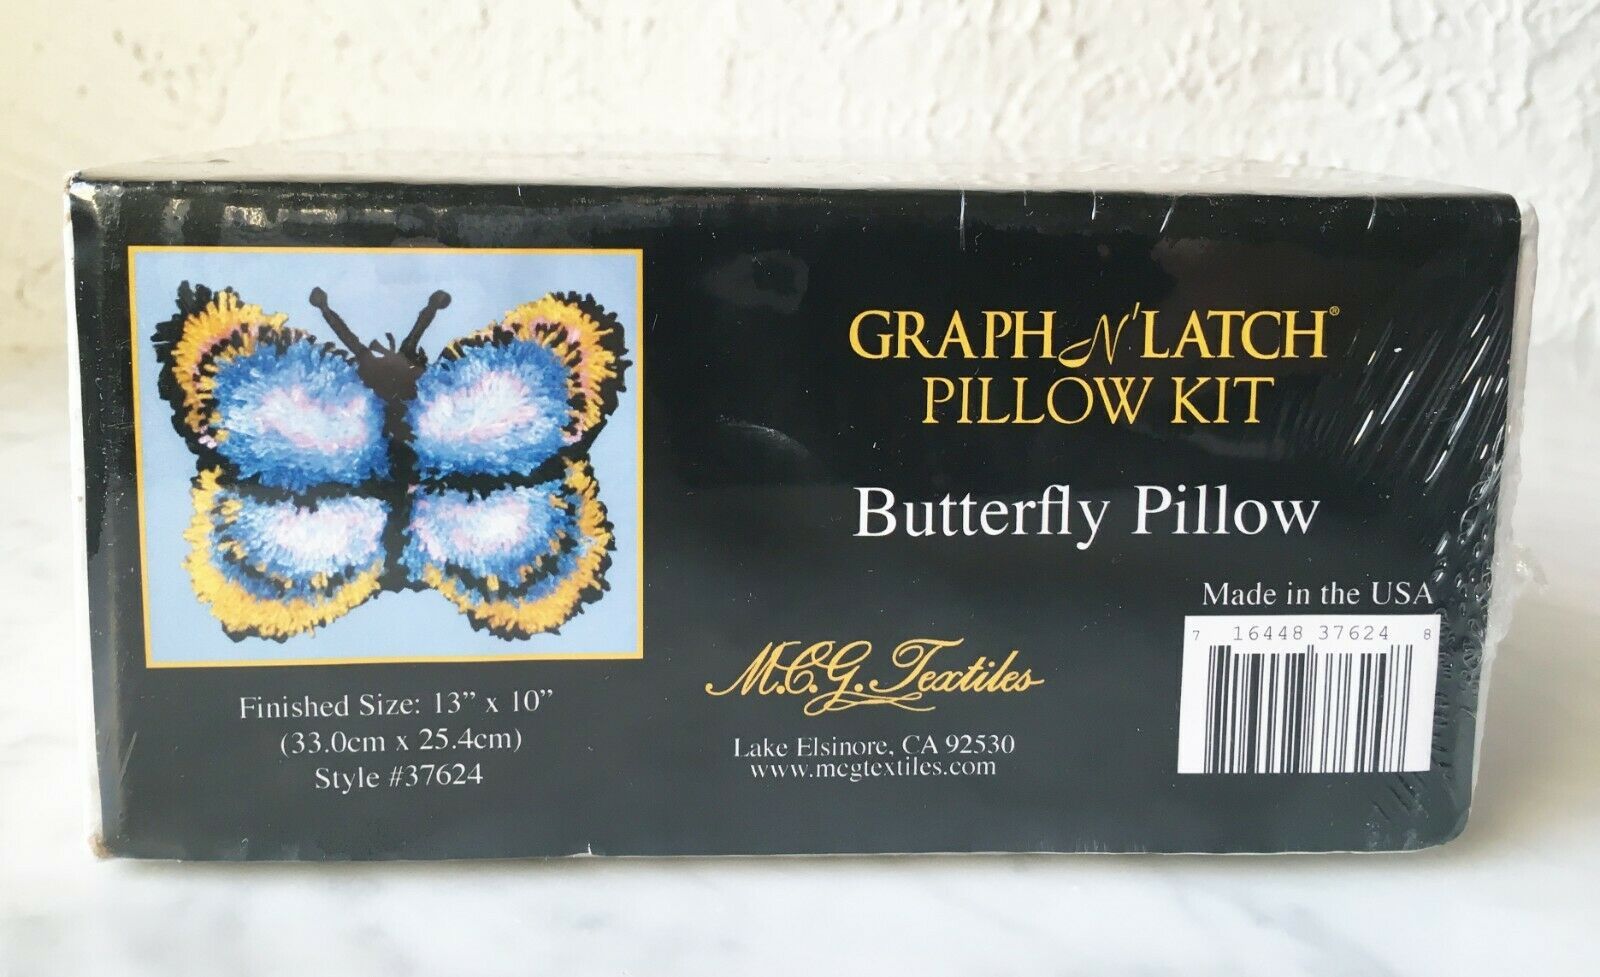 GRAPH N' LATCH®
PILLOW KIT
Butterfly Pillow
Made in the USA
7 16448 37624 8
M.C.G. Textiles
Lake Elsinore, CA 92530
www.mcgtextiles.com
Finished Size: 13” x 10”
(33.0cm x 25.4cm)
Style #37624